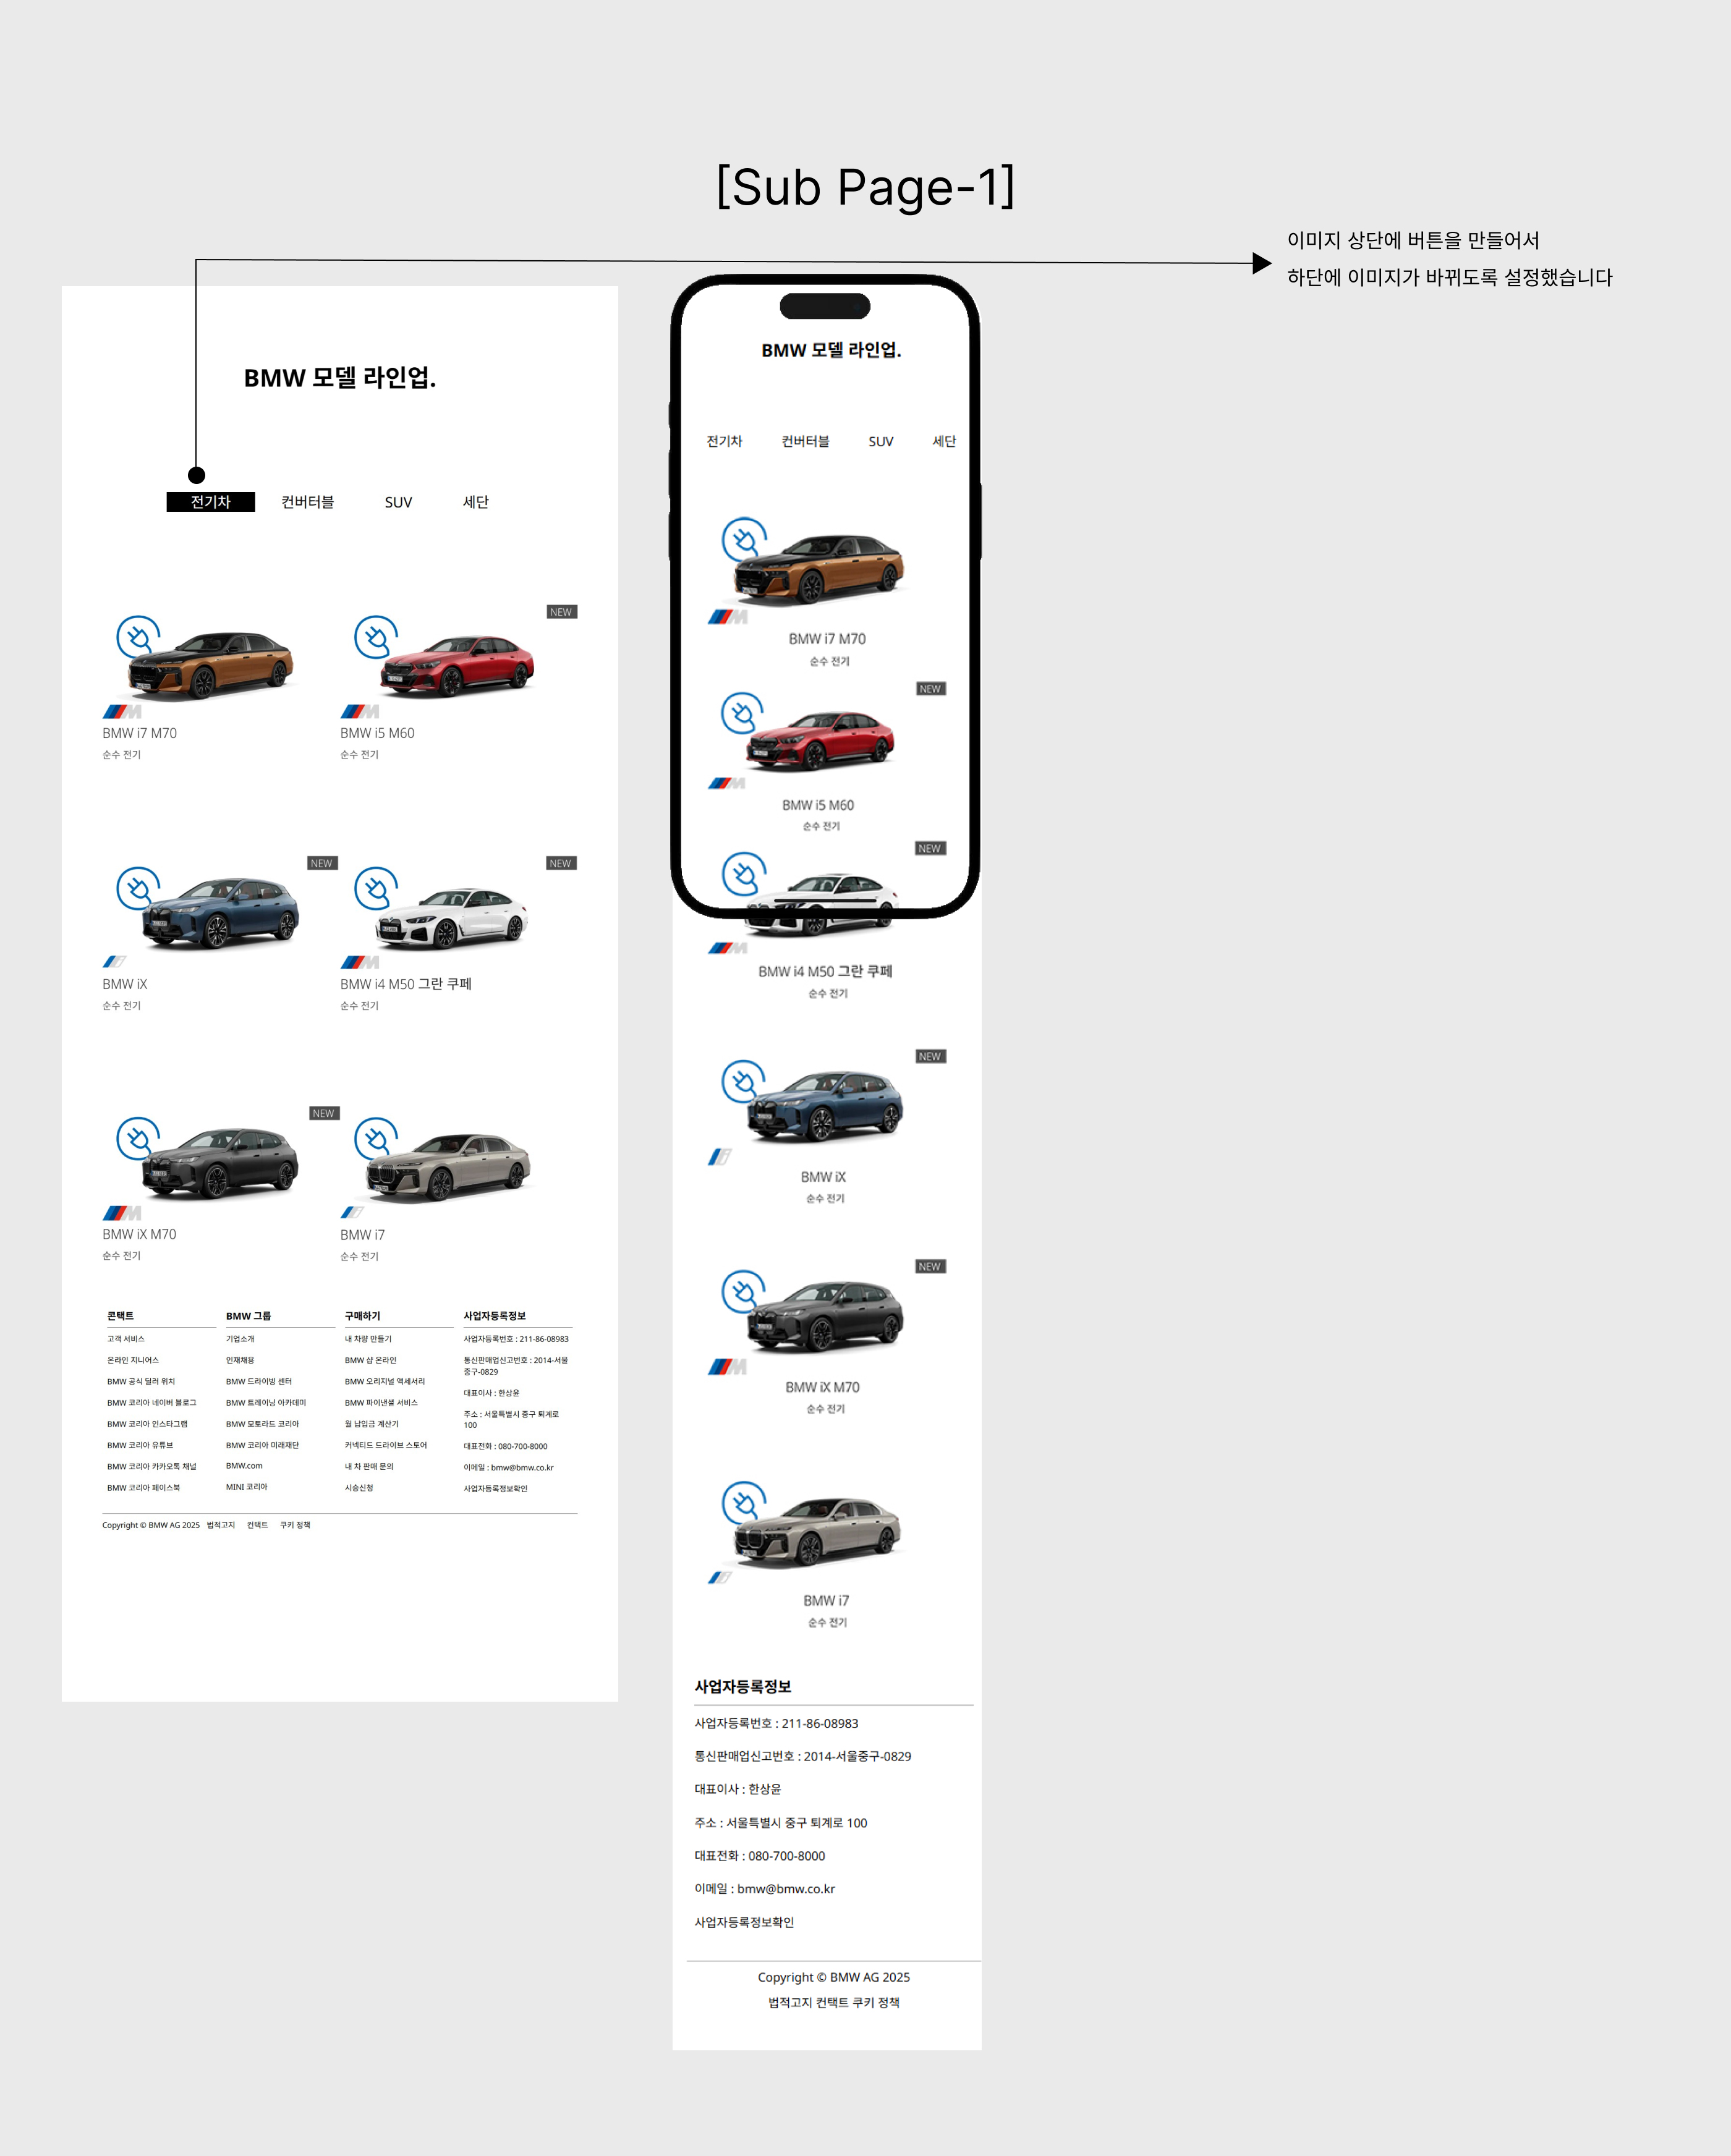 [Sub Page-1]
이미지 상단에 버튼을 만들어서
하단에 이미지가 바뀌도록 설정했습니다
BMW 모델 라인업.
전기차 컨버터블 SUV 세단
NEW
BMW i7 M70
순수 전기
BMW i5 M60
순수 전기
NEW
NEW
BMW iX
순수 전기
BMW i4 M50 그란 쿠페
순수 전기
NEW
BMW iX M70
순수 전기
BMW i7
순수 전기
콘택트
고객 서비스
온라인 지니어스
BMW 공식 딜러 위치
BMW 코리아 네이버 블로그
BMW 코리아 인스타그램
BMW 코리아 유튜브
BMW 코리아 카카오톡 채널
BMW 코리아 페이스북
BMW 그룹
기업소개
인재채용
BMW 드라이빙 센터
BMW 트레이닝 아카데미
BMW 모토라드 코리아
BMW 코리아 미래재단
BMW.com
MINI 코리아
구매하기
내 차량 만들기
BMW 샵 온라인
BMW 오리지널 액세서리
BMW 파이낸셜 서비스
월 납입금 계산기
커넥티드 드라이브 스토어
내 차 판매 문의
시승신청
사업자등록정보
사업자등록번호 : 211-86-08983
통신판매업신고번호 : 2014-서울
중구-0829
대표이사 : 한상윤
주소 : 서울특별시 중구 퇴계로
100
대표전화 : 080-700-8000
이메일 : bmw@bmw.co.kr
사업자등록정보확인
Copyright © BMW AG 2025 법적고지 컨택트 쿠키 정책
BMW 모델 라인업.
전기차 컨버터블 SUV 세단
BMW i7 M70
순수 전기
NEW
BMW i5 M60
순수 전기
NEW
BMW i4 M50 그란 쿠페
순수 전기
NEW
BMW iX
순수 전기
NEW
BMW iX M70
순수 전기
BMW i7
순수 전기
사업자등록정보
사업자등록번호 : 211-86-08983
통신판매업신고번호 : 2014-서울중구-0829
대표이사 : 한상윤
주소 : 서울특별시 중구 퇴계로 100
대표전화 : 080-700-8000
이메일 : bmw@bmw.co.kr
사업자등록정보확인
Copyright © BMW AG 2025
법적고지 컨택트 쿠키 정책